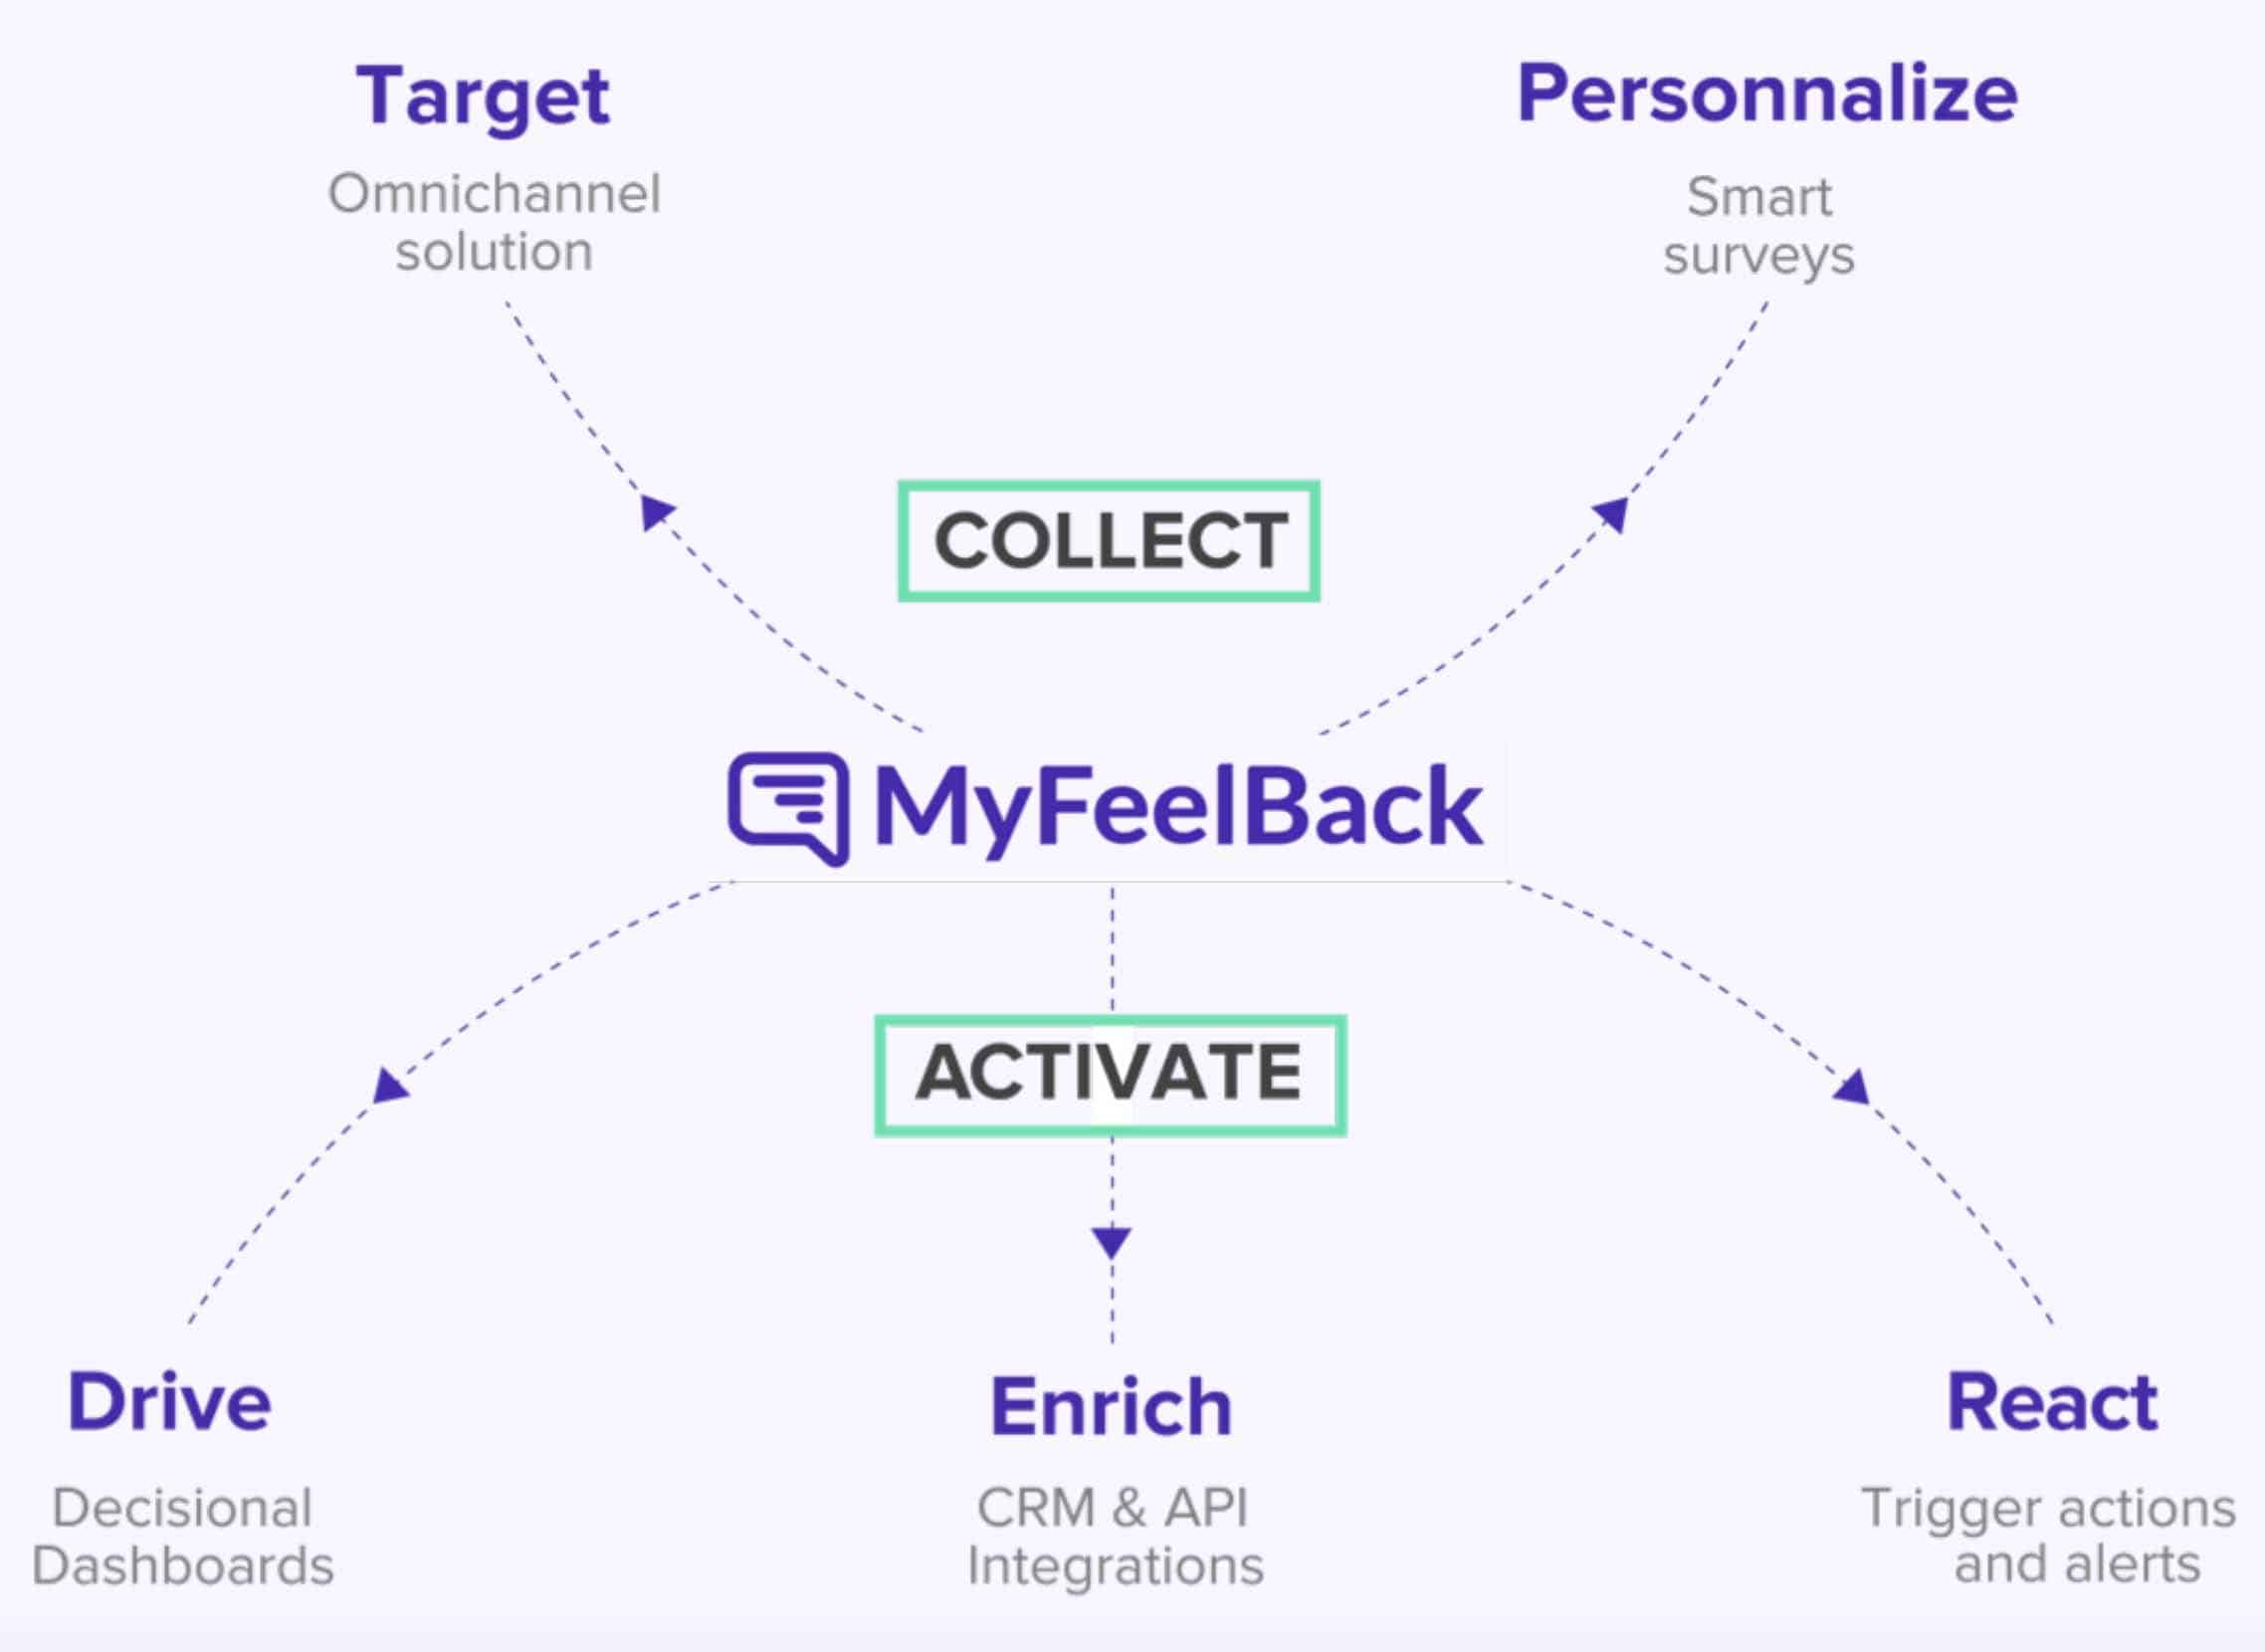 Target
Omnichannel
solution
Personnalize
Smart
surveys
COLLECT
MyFeelBack
ACTIVATE
Drive
Decisional
Dashboards
Enrich
CRM & API
Integrations
React
Trigger actions
and alerts